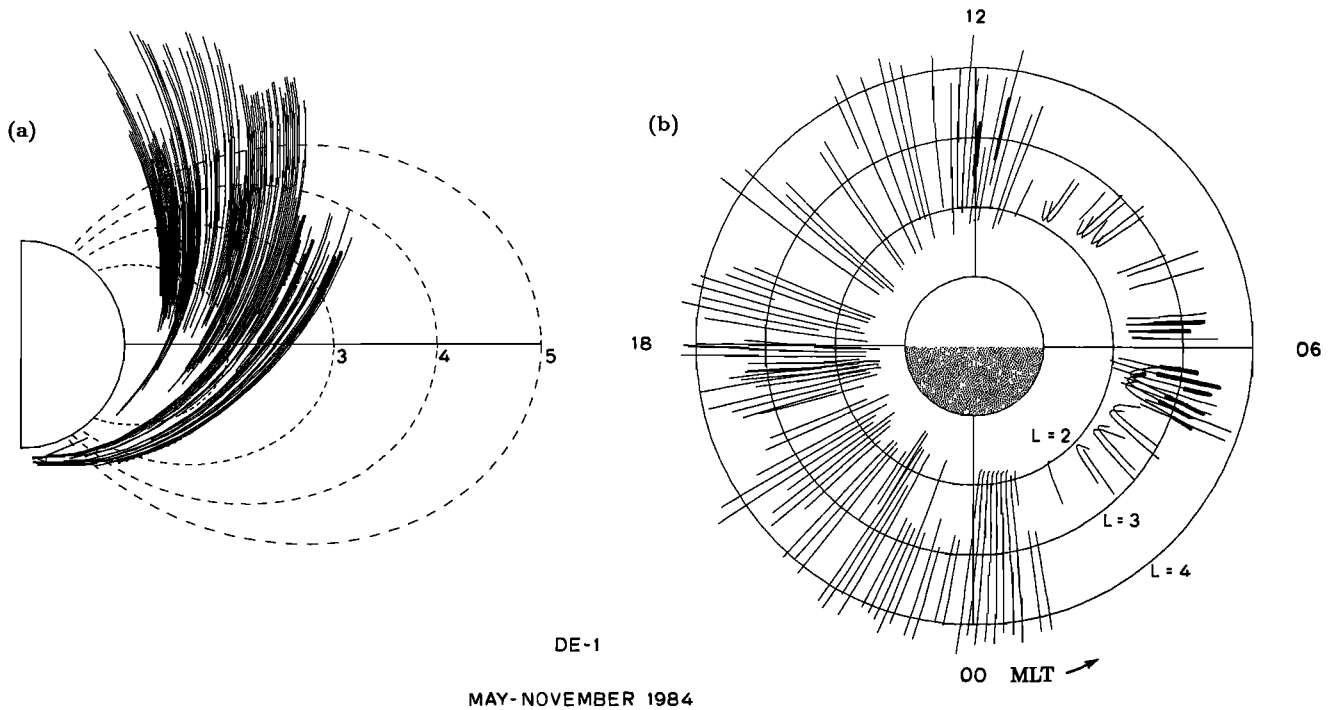 12
(a)
(b)
18
3
4
5
06
L = 2
L = 3
L = 4
DE-1
00 MLT
MAY-NOVEMBER 1984